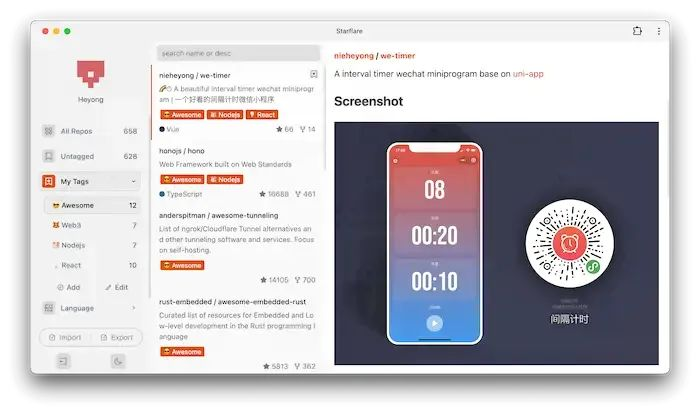 Starflare
Heyong
All Repos 658
Untagged 628
My Tags
Awesome 12
Web3 7
Nodejs 7
React 10
Add Edit
Language
Import Export
search name or desc
nieheyong / we-timer
A beautiful interval timer wechat miniprogr
am | 一个好看的间隔计时微信小程序
Awesome Nodejs React
Vue 66 14
honojs / hono
Web Framework built on Web Standards
Awesome Nodejs
TypeScript 16688 461
anderspitman / awesome-tunneling
List of ngrok/Cloudflare Tunnel alternatives an
d other tunneling software and services. Focus
on self-hosting.
Awesome
14105 700
rust-embedded / awesome-embedded-rust
Curated list of resources for Embedded and Lo
w-level development in the Rust programming l
anguage
Awesome
5813 362
nieheyong / we-timer
A interval timer wechat miniprogram base on uni-app
Screenshot
08
00:20
00:10
间隔计时